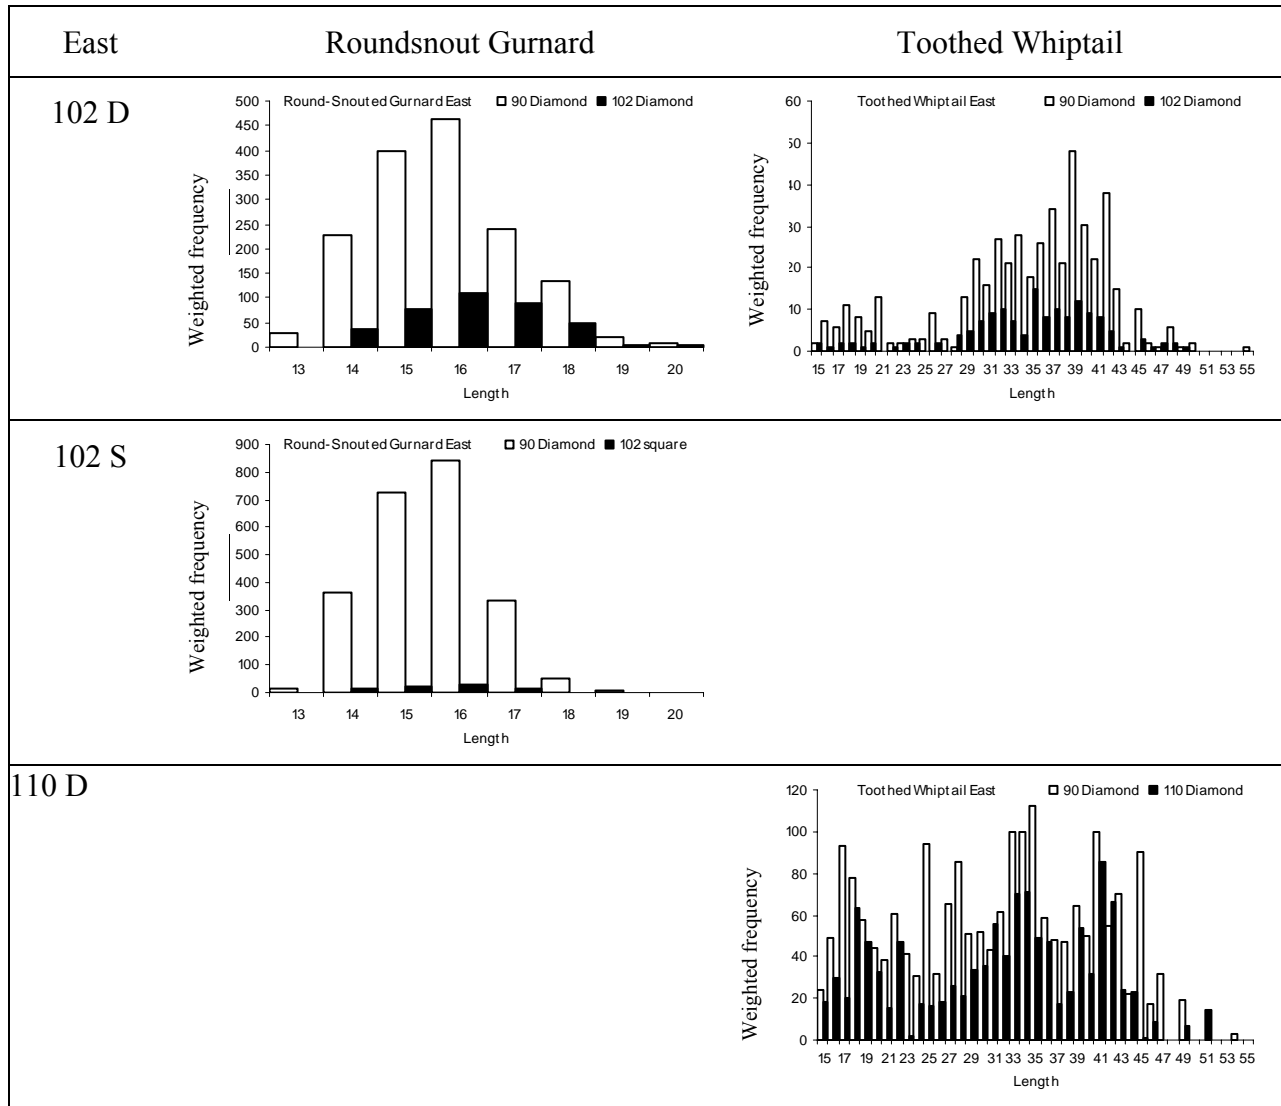 East Roundsnout Gurnard Toothed Whiptail
102 D
Round-Snouted Gurnard East 90 Diamond 102 Diamond
Weighted frequency
500
450
400
350
300
250
200
150
100
50
0
13 14 15 16 17 18 19 20
Length
Toothed Whiptail East 90 Diamond 102 Diamond
Weighted frequency
60
50
40
30
20
10
0
15 17 19 21 23 25 27 29 31 33 35 37 39 41 43 45 47 49 51 53 55
Length
102 S
Round-Snouted Gurnard East 90 Diamond 102 square
Weighted frequency
900
800
700
600
500
400
300
200
100
0
13 14 15 16 17 18 19 20
Length
110 D
Toothed Whiptail East 90 Diamond 110 Diamond
Weighted frequency
120
100
80
60
40
20
0
15 17 19 21 23 25 27 29 31 33 35 37 39 41 43 45 47 49 51 53 55
Length